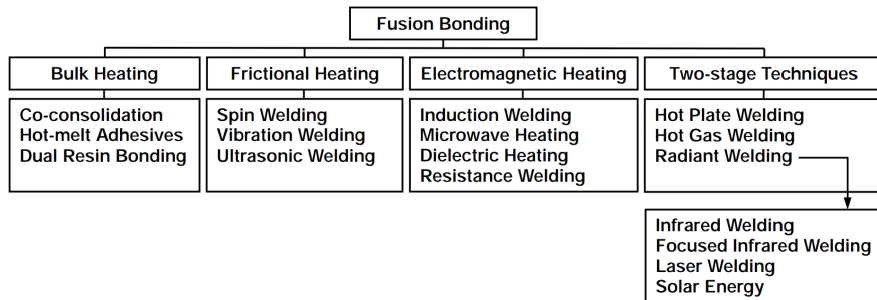 Fusion Bonding
Bulk Heating
Frictional Heating
Electromagnetic Heating
Two-stage Techniques
Co-consolidation
Hot-melt Adhesives
Dual Resin Bonding
Spin Welding
Vibration Welding
Ultrasonic Welding
Induction Welding
Microwave Heating
Dielectric Heating
Resistance Welding
Hot Plate Welding
Hot Gas Welding
Radiant Welding
Infrared Welding
Focused Infrared Welding
Laser Welding
Solar Energy